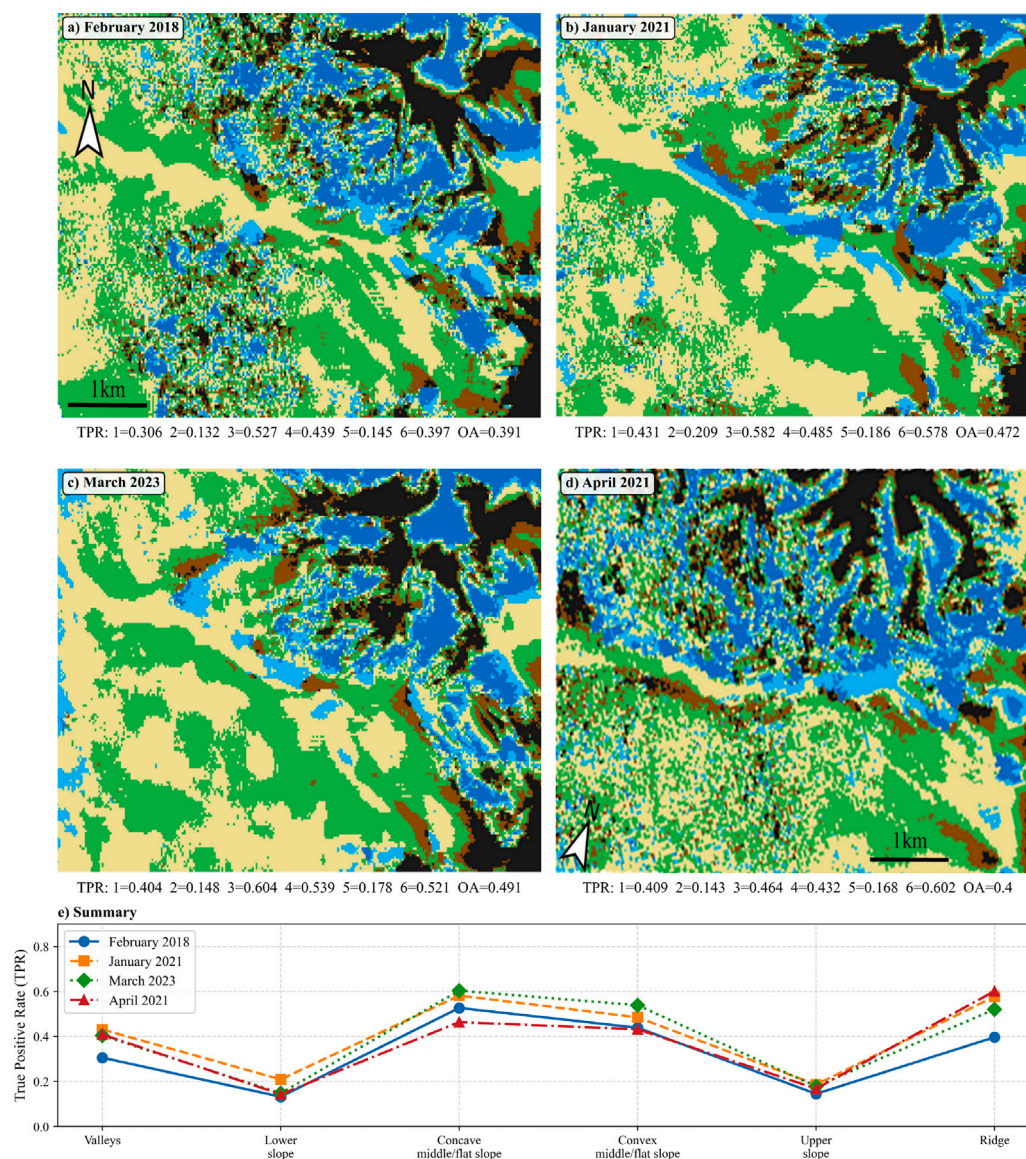 a) February 2018
N
1km
TPR: 1=0.306 2=0.132 3=0.527 4=0.439 5=0.145 6=0.397 OA=0.391
b) January 2021
TPR: 1=0.431 2=0.209 3=0.582 4=0.485 5=0.186 6=0.578 OA=0.472
c) March 2023
TPR: 1=0.404 2=0.148 3=0.604 4=0.539 5=0.178 6=0.521 OA=0.491
d) April 2021
N
1km
TPR: 1=0.409 2=0.143 3=0.464 4=0.432 5=0.168 6=0.602 OA=0.4
e) Summary
True Positive Rate (TPR)
0.8
0.6
0.4
0.2
0.0
February 2018
January 2021
March 2023
April 2021
Valleys
Lower
slope
Concave
middle/flat slope
Convex
middle/flat slope
Upper
slope
Ridge